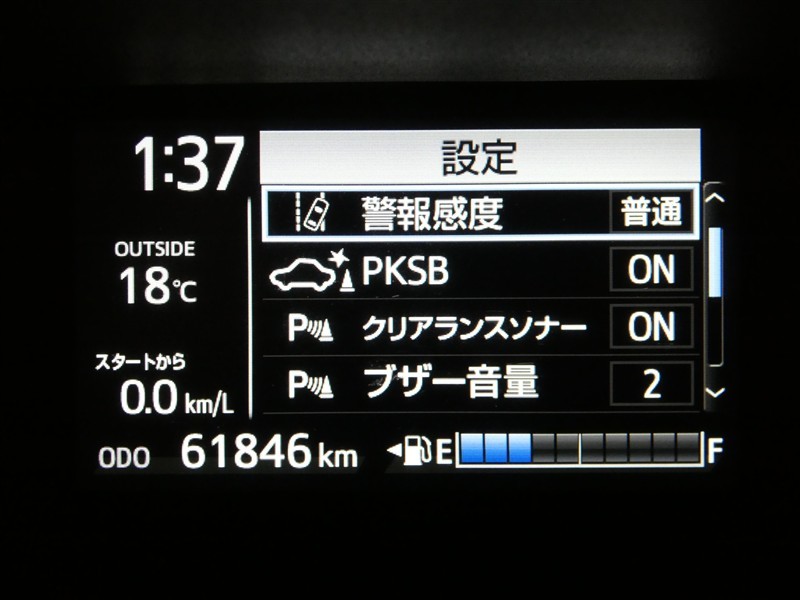 1:37
設定
警報感度 普通
OUTSIDE
18℃
PKSB ON
P クリアランスソナー ON
スタートから
0.0 km/L
P ブザー音量 2
ODO 61846 km
E F